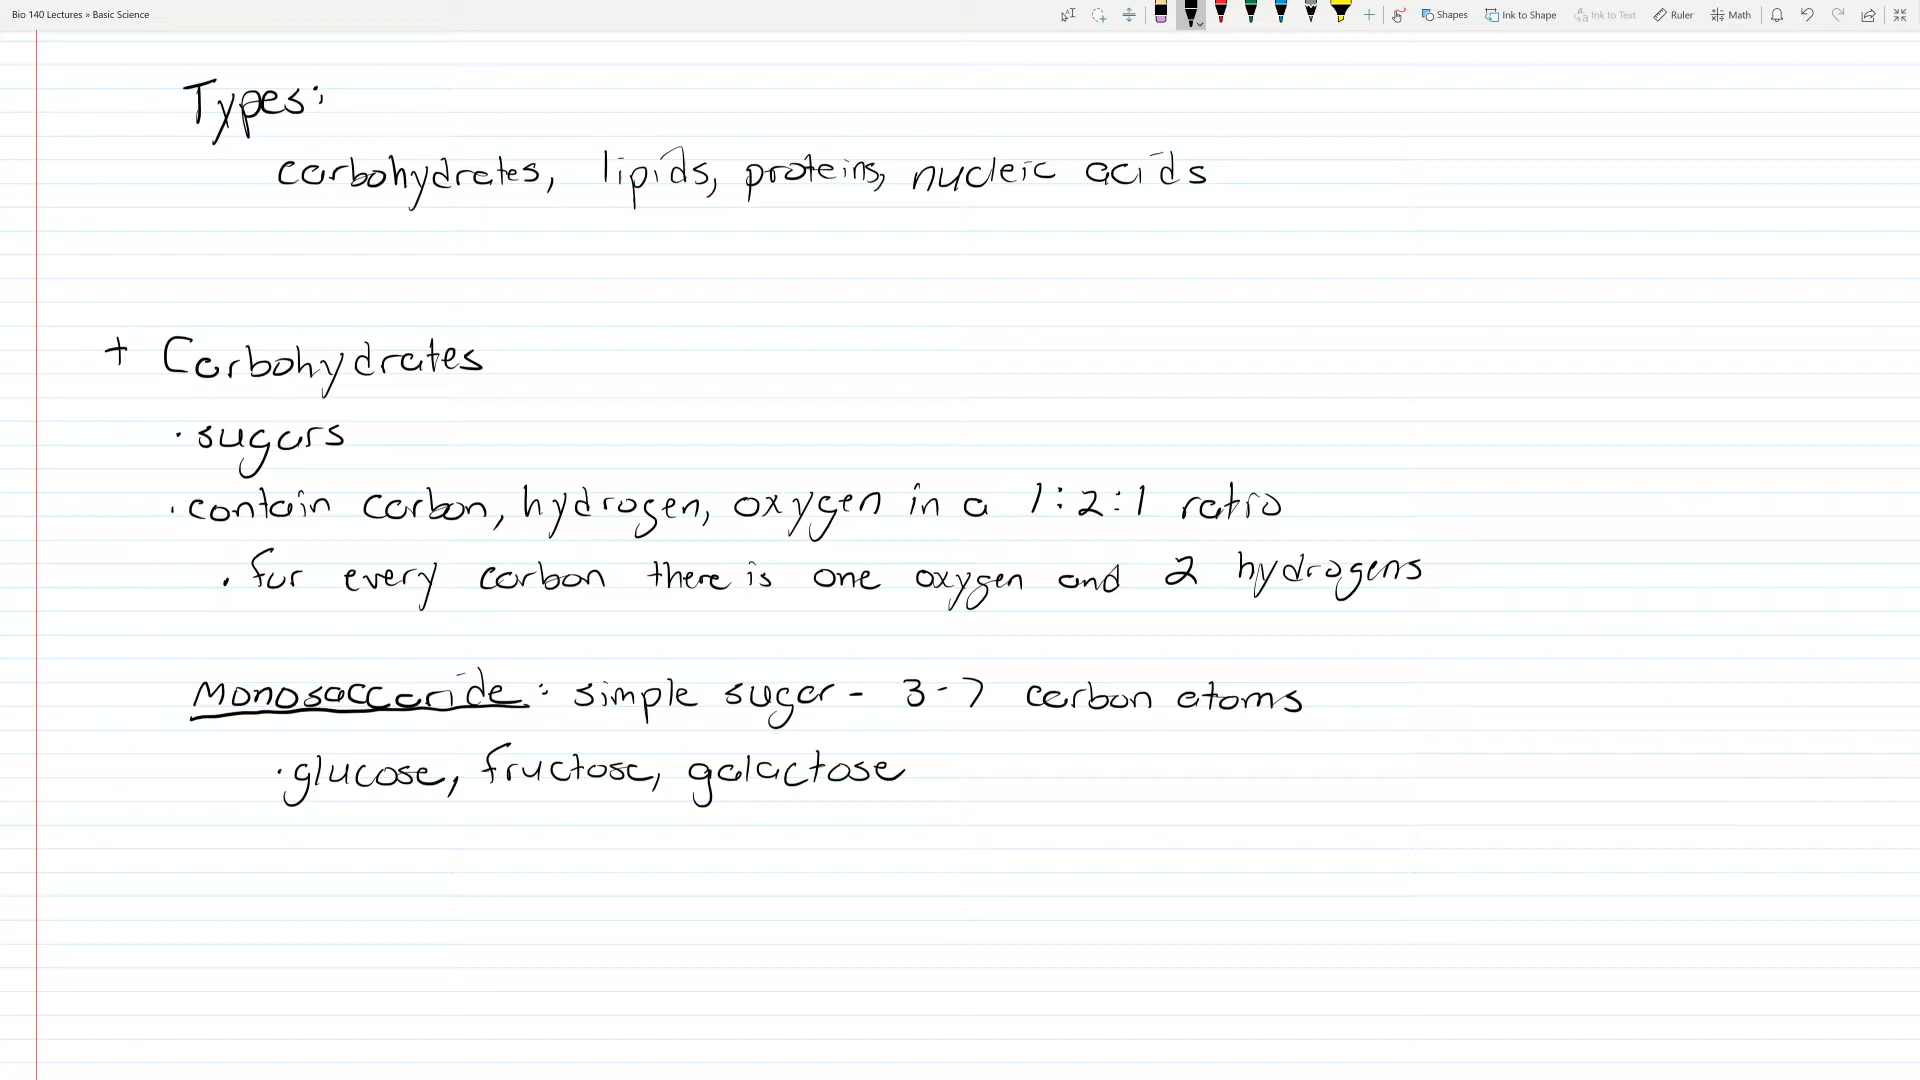 Bio 140 Lectures » Basic Science
Shapes Ink to Shape Ink to Text Ruler Math
Types:
carbohydrates, lipids, proteins, nucleic acids
+ Carbohydrates
· sugars
· contain carbon, hydrogen, oxygen in a 1:2:1 ratio
· for every carbon there is one oxygen and 2 hydrogens
Monosaccaride: simple sugar - 3-7 carbon atoms
· glucose, fructose, galactose